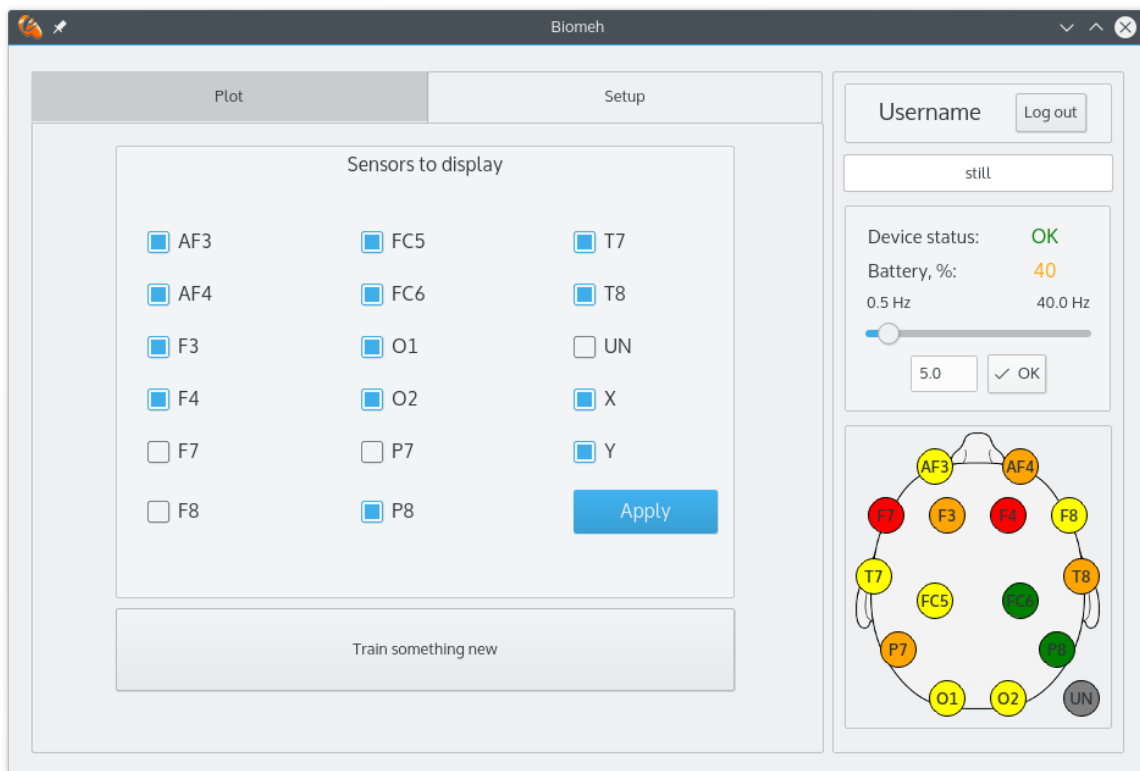 Biomeh
Plot
Setup
Sensors to display
AF3
FC5
T7
AF4
FC6
T8
F3
O1
UN
F4
O2
X
F7
P7
Y
F8
P8
Apply
Train something new
Username
Log out
still
Device status: OK
Battery, %: 40
0.5 Hz 40.0 Hz
5.0 OK
AF3 AF4
F7 F3 F4 F8
T7 T8
FC5 FC6
P7 P8
O1 O2 UN